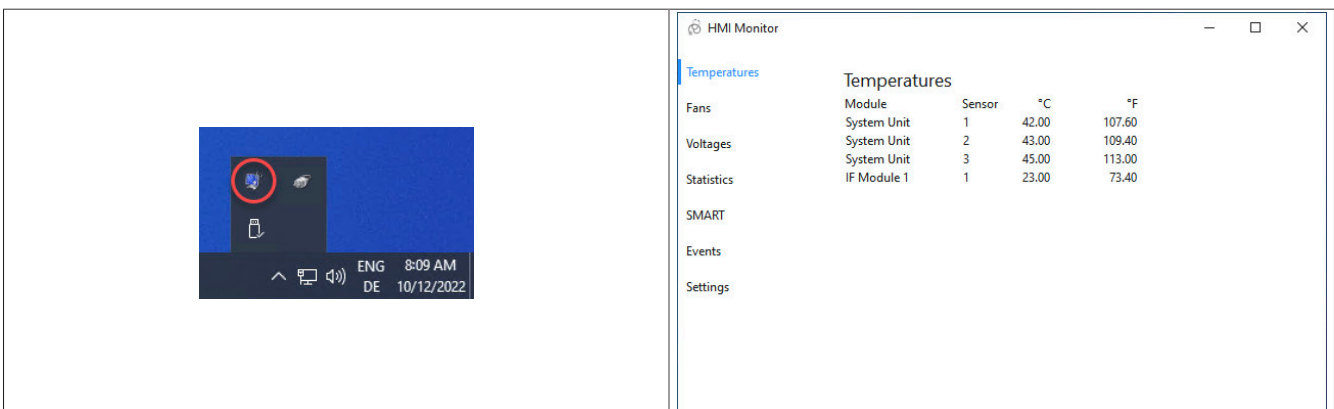 ENG 8:09 AM
DE 10/12/2022
HMI Monitor
Temperatures
Fans
Voltages
Statistics
SMART
Events
Settings
Temperatures
Module Sensor °C °F
System Unit 1 42.00 107.60
System Unit 2 43.00 109.40
System Unit 3 45.00 113.00
IF Module 1 1 23.00 73.40